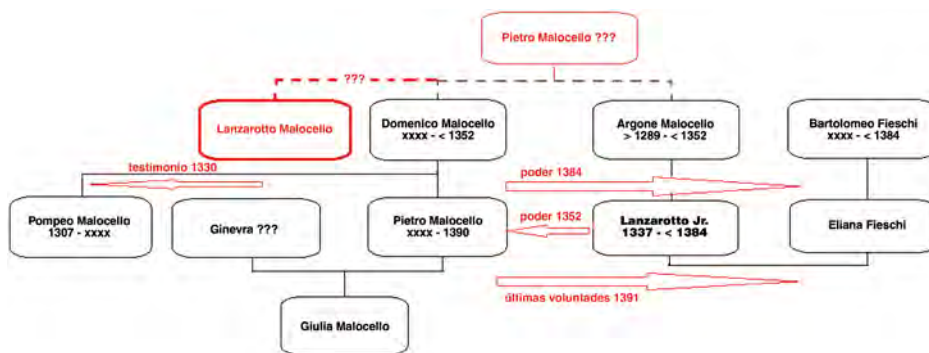 Pietro Malocello ???
???
Lanzarotto Malocello
Domenico Malocello
xxxx - < 1352
Argone Malocello
> 1289 - < 1352
Bartolomeo Fieschi
xxxx - < 1384
testimonio 1330
poder 1384
Pompeo Malocello
1307 - xxxx
Ginevra ???
Pietro Malocello
xxxx - 1390
poder 1352
Lanzarotto Jr.
1337 - < 1384
Eliana Fieschi
últimas voluntades 1391
Giulia Malocello